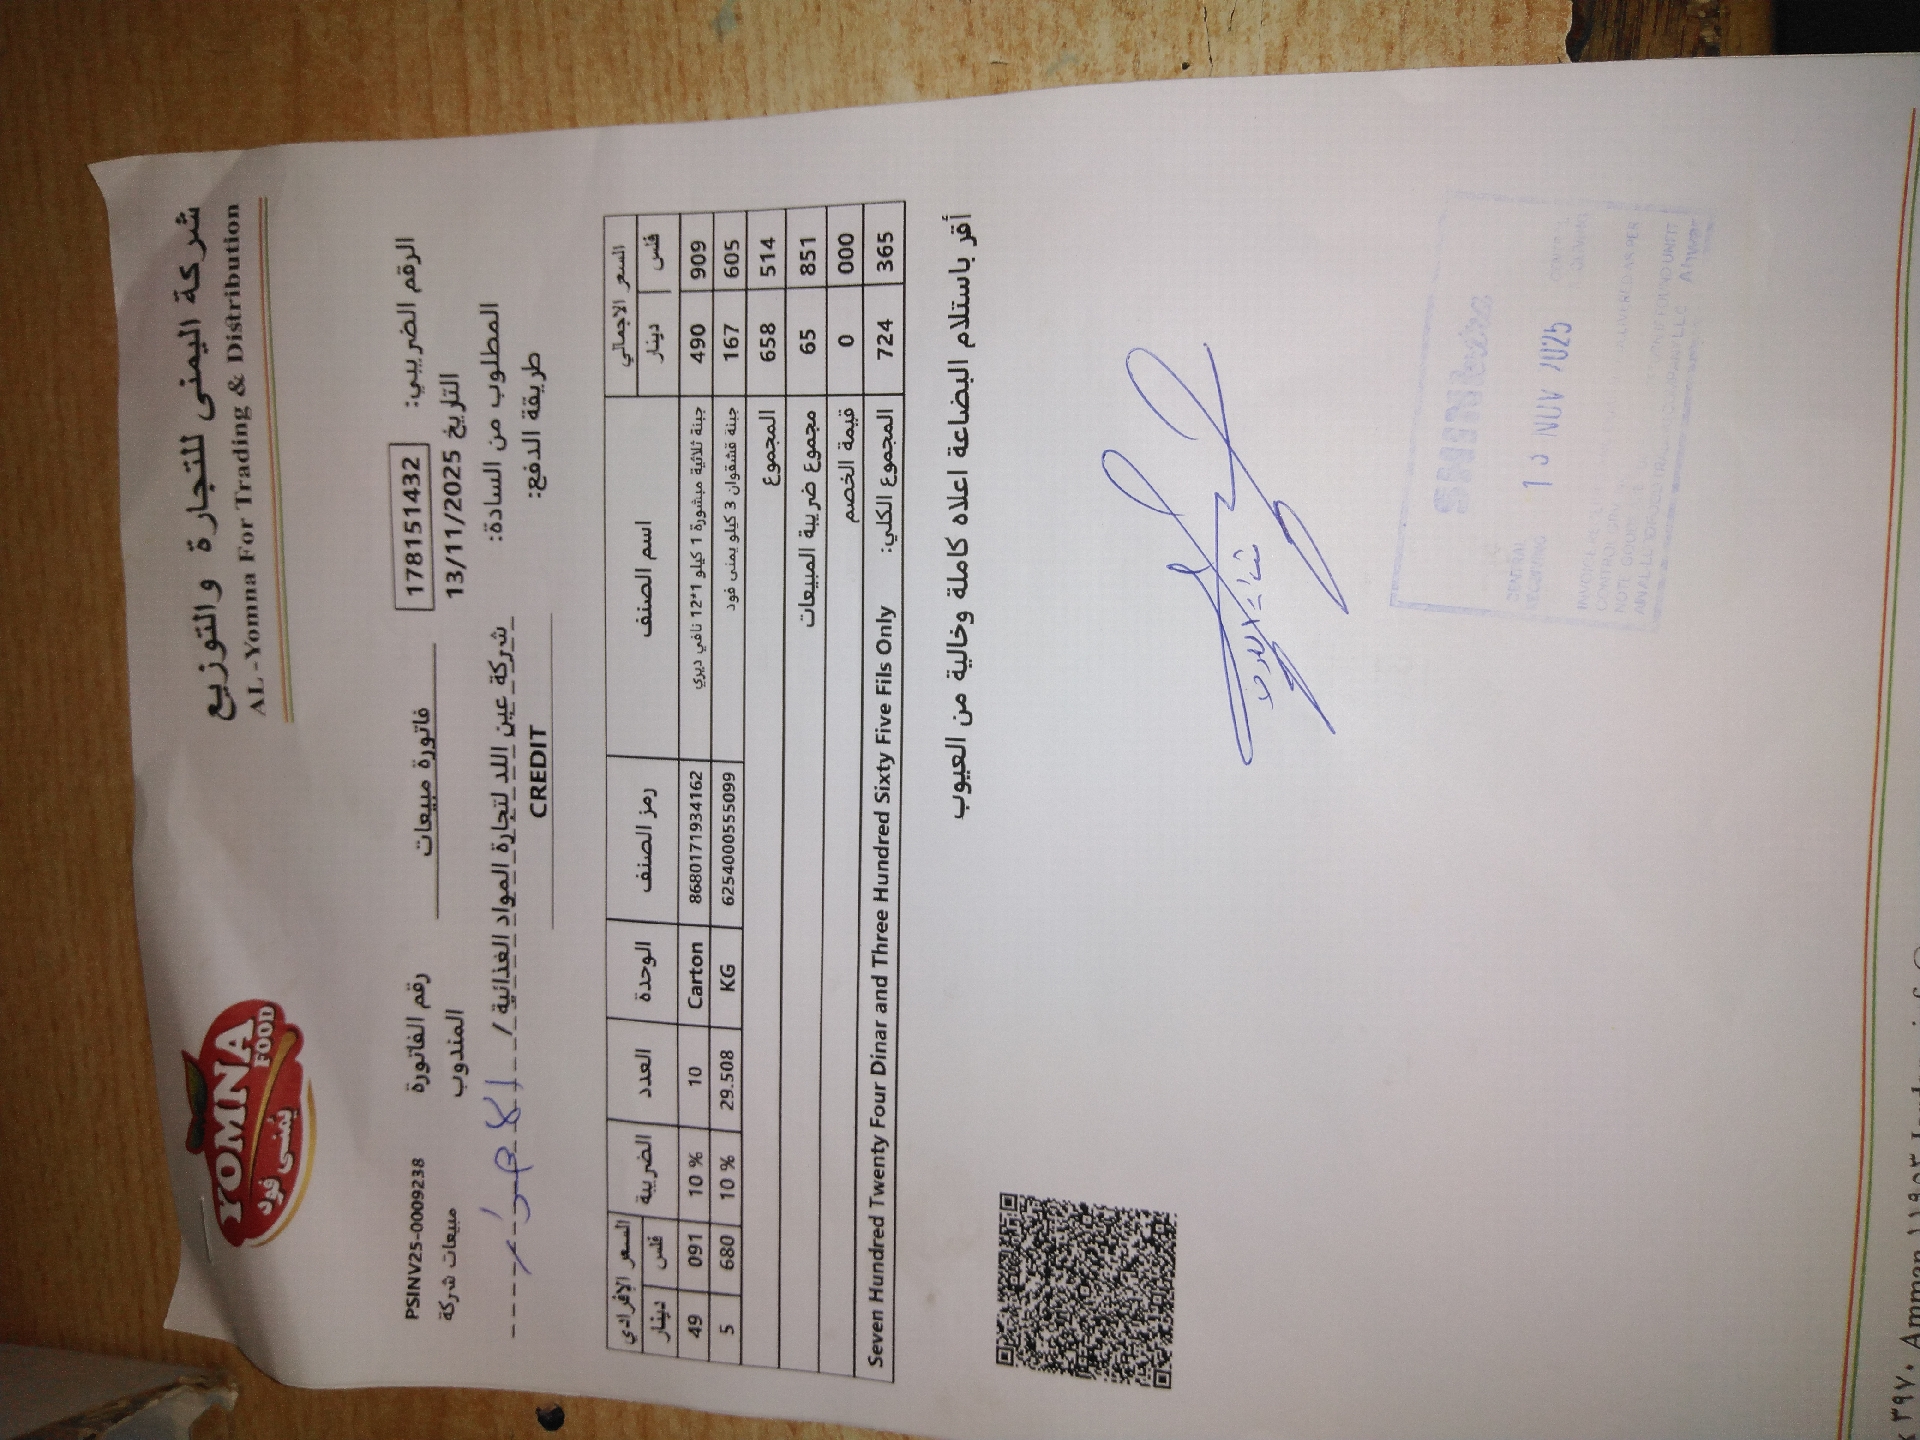 YOMNA
FOOD
يمنى فود
شركة اليمنى للتجارة والتوزيع
AL -Yomna For Trading & Distribution
الرقم الضريبي: 178151432 فاتورة مبيعات رقم الفاتورة PSINV25-0009238
التريخ 13/11/2025 المندوب مبيعات شركة
المطلوب من السادة: شركة عين اللد لتجارة المواد الغذائية /
طريقة الدفع: CREDIT
السعر الاجمالي اسم الصنف رمز الصنف الوحدة العدد الضريبة السعر الإفرادي
فلس دينار فلس دينار
909 490 جبنة ثلاثية مبشورة 1 كيلو 1*12 نافي ديري 8680171934162 Carton 10 10 % 091 49
605 167 جبنة قشقوان 3 كيلو يمنى فود 6254000555099 KG 29.508 10 % 680 5
514 658 المجموع
851 65 مجموع ضريبة المبيعات
000 0 قيمة الخصم
365 724 المجموع الكلي: Seven Hundred Twenty Four Dinar and Three Hundred Sixty Five Fils Only
أقر باستلام البضاعة اعلاه كاملة وخالية من العيوب
CENTRAL
RECEIVING
13 NOV 2025